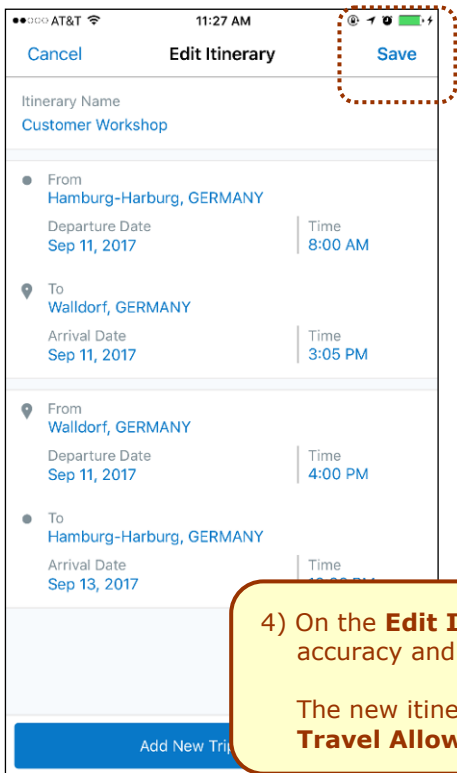 AT&T 11:27 AM
Cancel Edit Itinerary Save
Itinerary Name
Customer Workshop
From
Hamburg-Harburg, GERMANY
Departure Date Time
Sep 11, 2017 8:00 AM
To
Walldorf, GERMANY
Arrival Date Time
Sep 11, 2017 3:05 PM
From
Walldorf, GERMANY
Departure Date Time
Sep 11, 2017 4:00 PM
To
Hamburg-Harburg, GERMANY
Arrival Date Time
Sep 13, 2017
4) On the Edit
accuracy and
The new
Travel
Add New